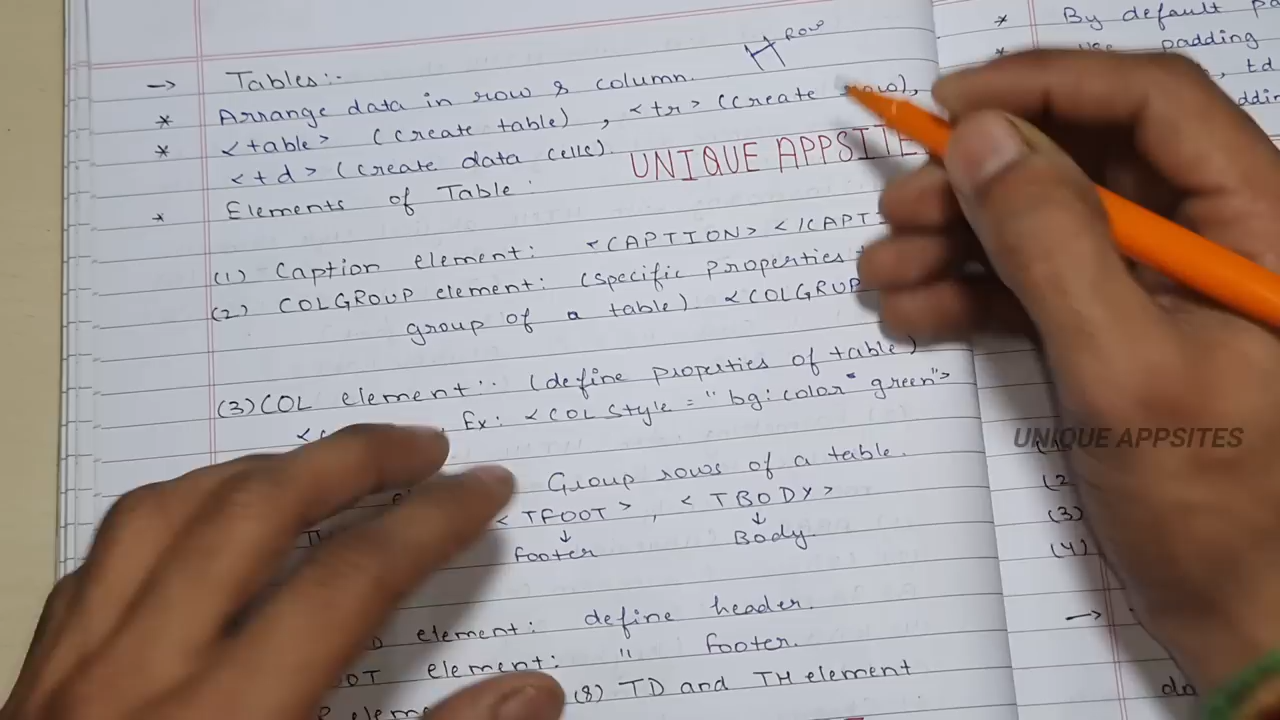 → Tables:-
Row
* Arrange data in row & column.
* <table> (create table), <tr> (create row),
<td> (create data cells).
UNIQUE APPSITE
* Elements of Table:
(1) Caption element: <CAPTION> </CAPTI
(2) COLGROUP element: (specific properties
group of a table) <COLGRUP
(3) COL element:- (define properties of table)
Ex: <COL style = "bg:color" green">
Group rows of a table.
<TFOOT>, <TBODY>
↓ ↓
footer Body.
element: define header.
OT element: " footer.
(8) TD and TH element
* By default
* use padding
td
UNIQUE APPSITES
(2
(3)
(4)
→